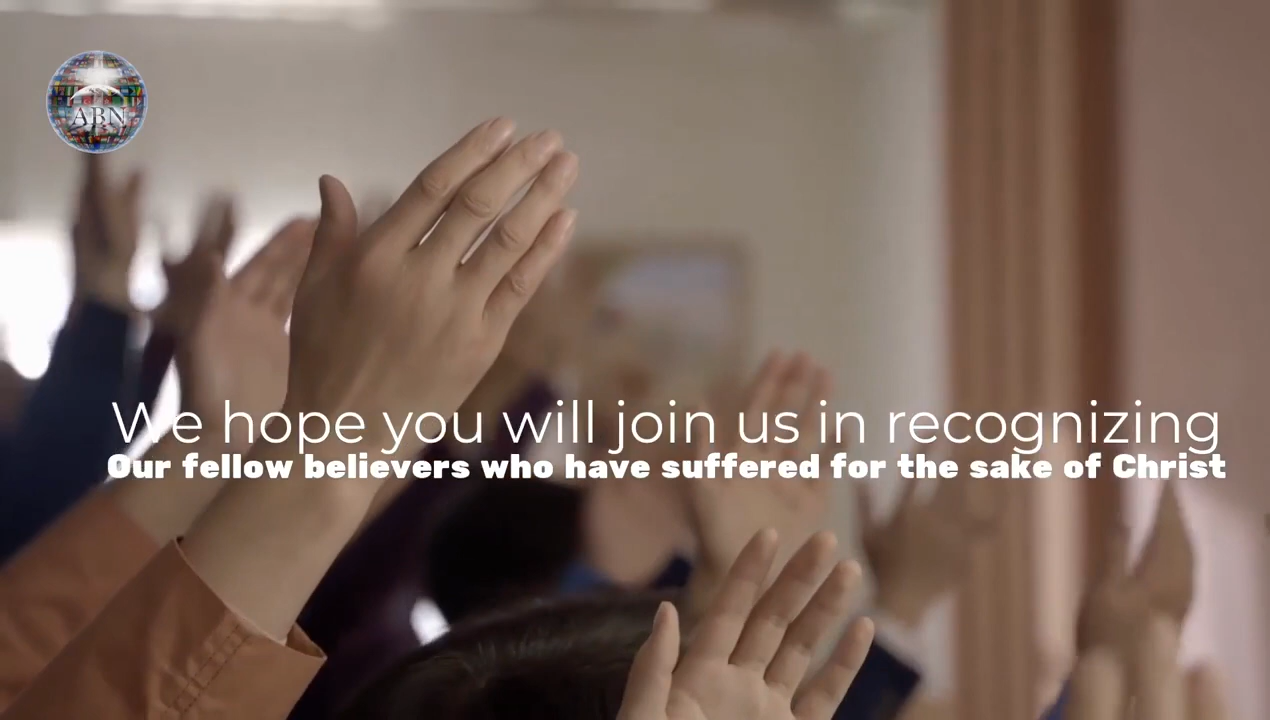 ABN
We hope you will join us in recognizing
Our fellow believers who have suffered for the sake of Christ